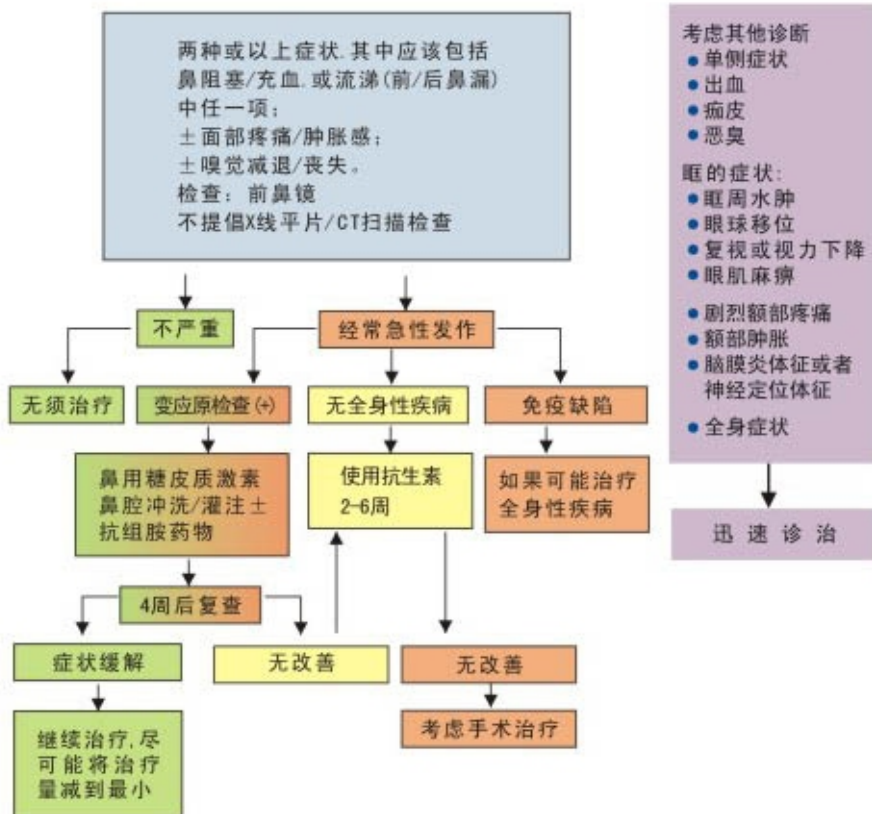 两种或以上症状.其中应该包括
鼻阻塞/充血.或流涕(前/后鼻漏)
中任一项；
±面部疼痛/肿胀感；
±嗅觉减退/丧失。
检查：前鼻镜
不提倡X线平片/CT扫描检查
不严重
经常急性发作
无须治疗
变应原检查(+)
无全身性疾病
免疫缺陷
鼻用糖皮质激素
鼻腔冲洗/灌注±
抗组胺药物
使用抗生素
2-6周
如果可能治疗
全身性疾病
4周后复查
症状缓解
无改善
无改善
继续治疗,尽
可能将治疗
量减到最小
考虑手术治疗
考虑其他诊断
●单侧症状
●出血
●痂皮
●恶臭
眶的症状:
●眶周水肿
●眼球移位
●复视或视力下降
●眼肌麻痹
●剧烈额部疼痛
●额部肿胀
●脑膜炎体征或者
神经定位体征
●全身症状
迅速诊治